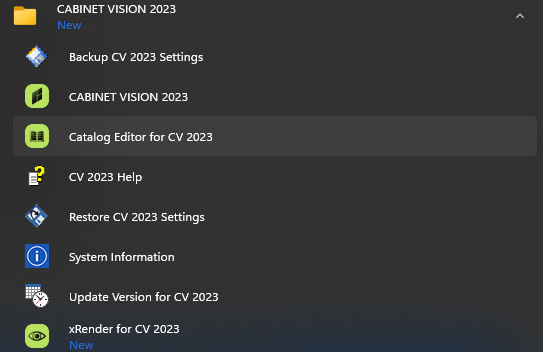 CABINET VISION 2023
New
Backup CV 2023 Settings
CABINET VISION 2023
Catalog Editor for CV 2023
CV 2023 Help
Restore CV 2023 Settings
System Information
Update Version for CV 2023
xRender for CV 2023
New